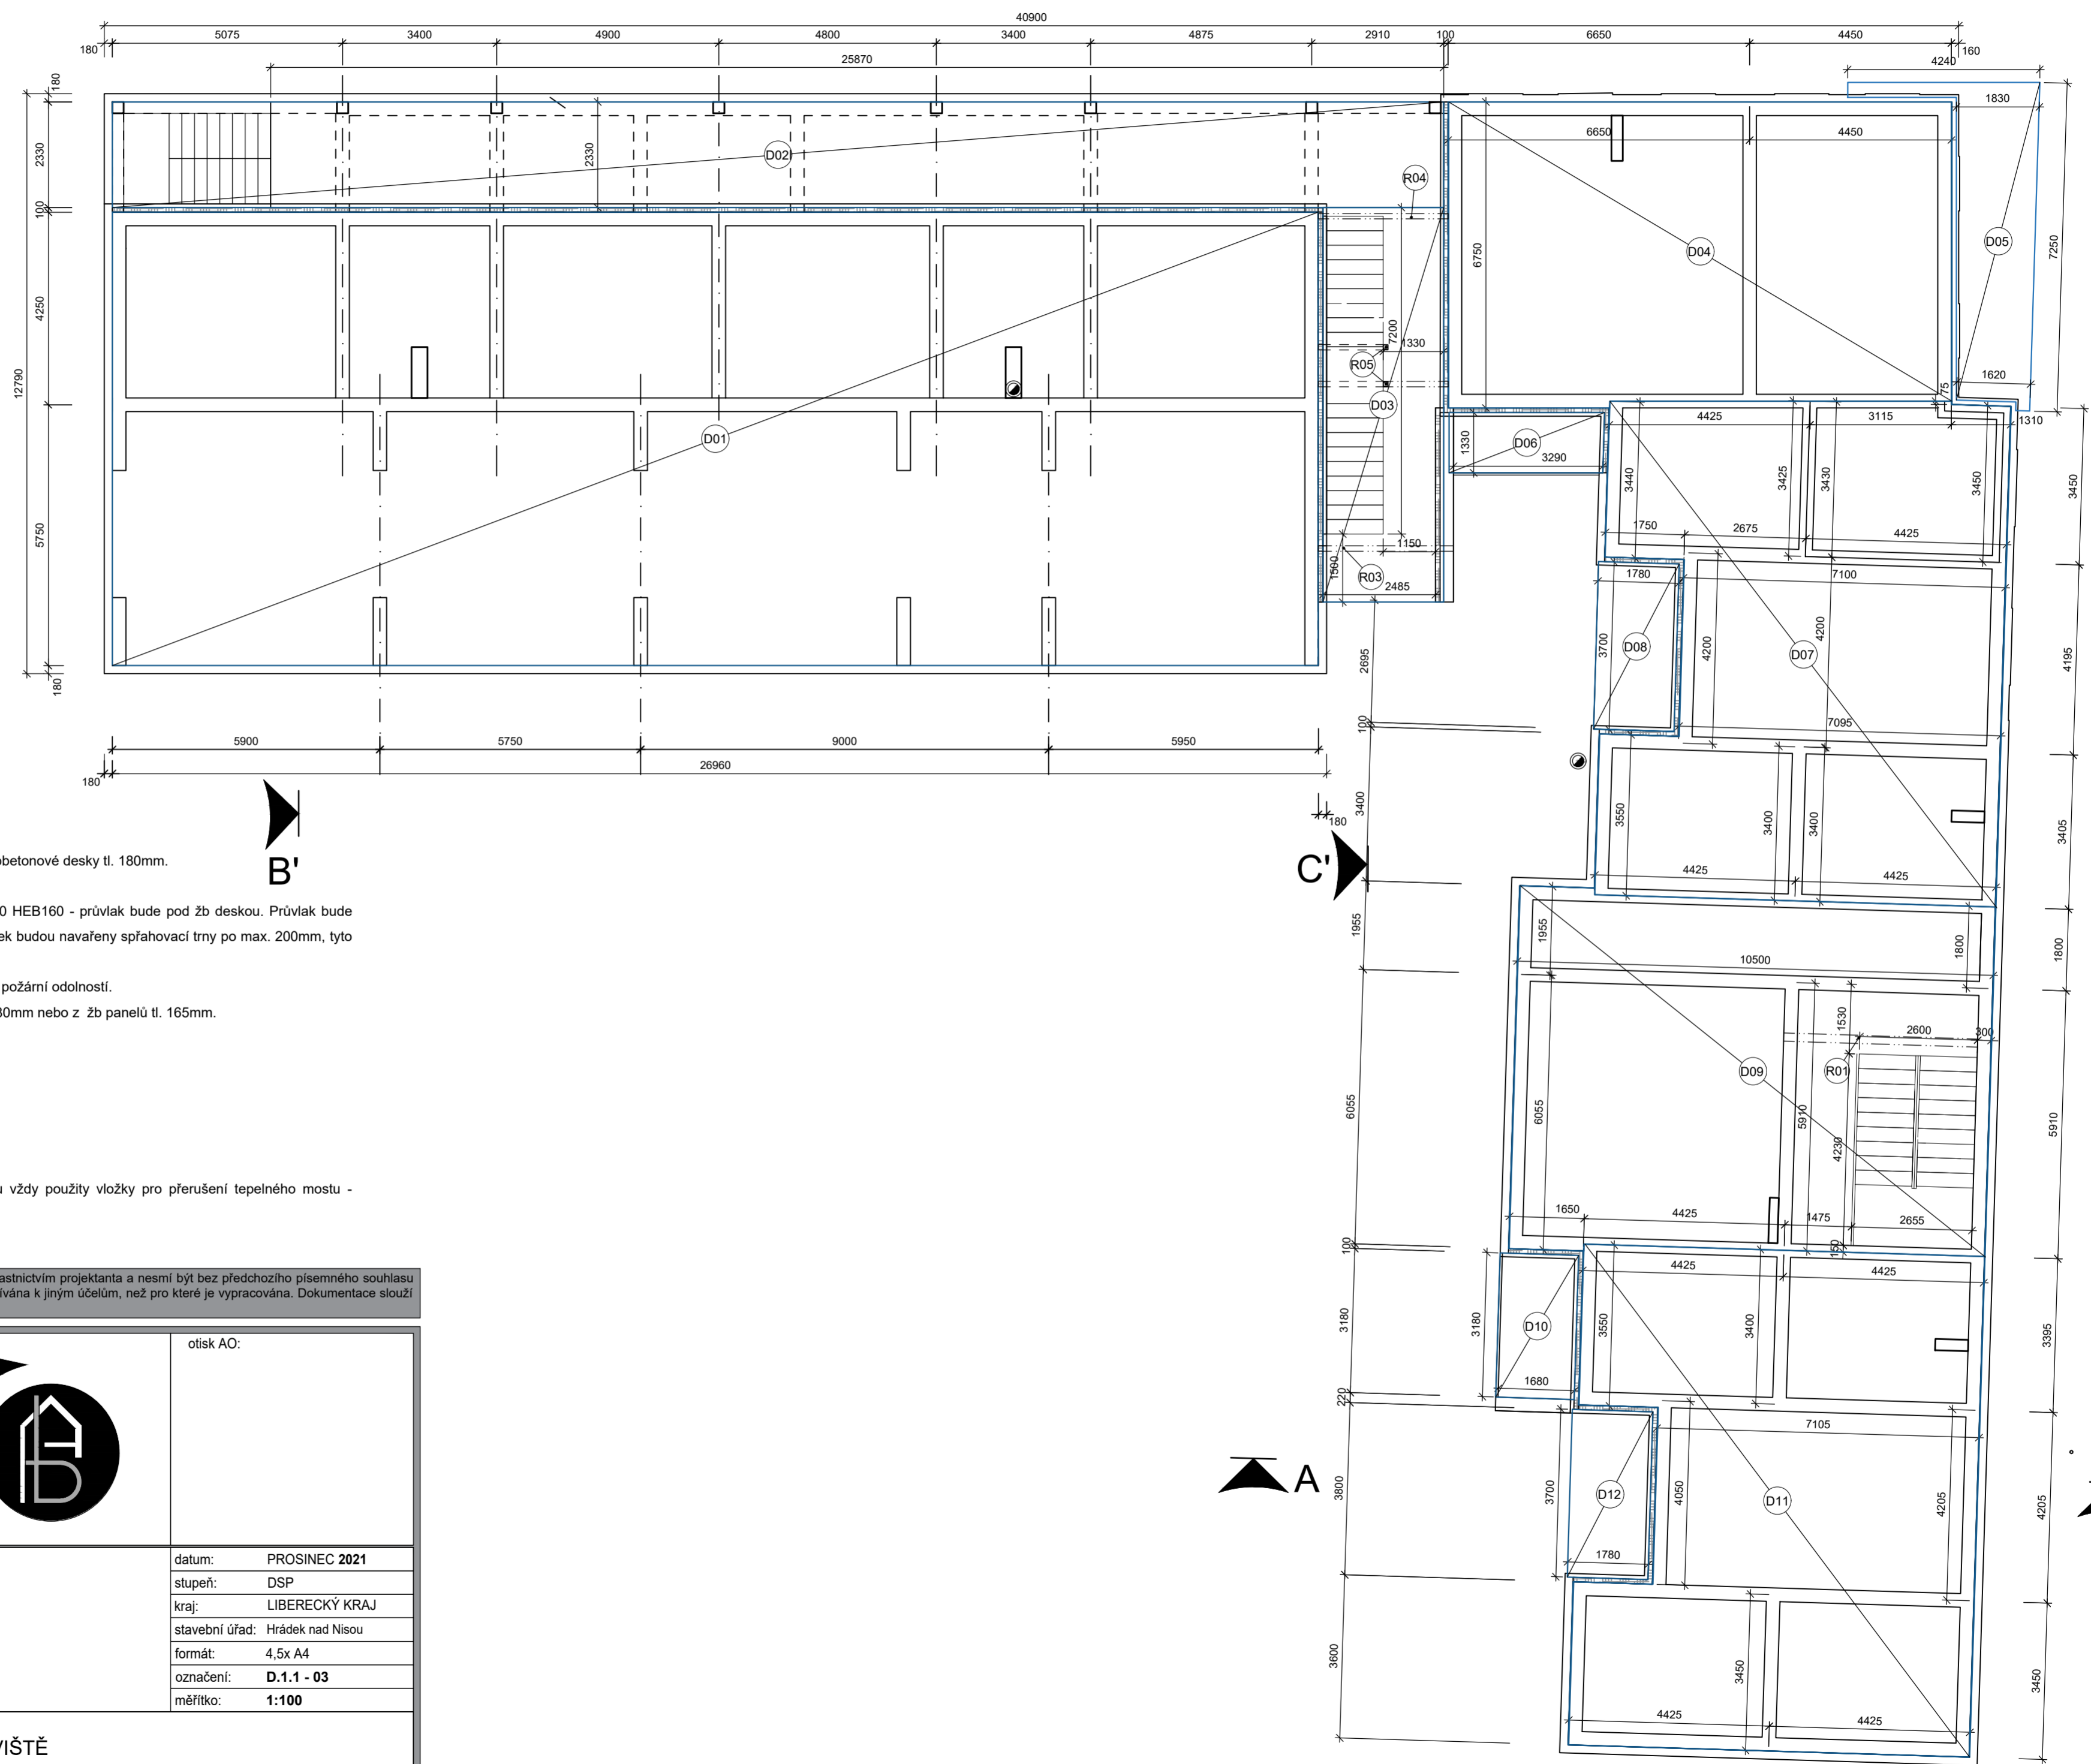 40900
5075 3400 4900 4800 3400 4875 2910 100 6650 4450
180 160
25870
4240
1830
180
2330
100
4250
5750
180
12790
2330
D02
R04
6650 4450
6750
D04
D05
7250
7200
1330
R05
D03
D01
75
1620
1310
4425 3115
1330
D06
3290
3440
3425
3430
3450
3450
1750 2675 4425
1150
1500
R03
2485
1780
7100
3700
D08
4200
4200
D07
4195
7095
2695
100
5900 5750 9000 5950
26960
180
180
3400
3550
3400
3400
3405
4425 4425
B'
C'
obetonové desky tl. 180mm.
0 HEB160 - průvlak bude pod žb deskou. Průvlak bude
ek budou navařeny spřahovací trny po max. 200mm, tyto
požární odolností.
80mm nebo z žb panelů tl. 165mm.
1955
1955
1800
1800
10500
1530
2600
300
D09
R01
6055
6055
5910
4230
5910
1650 4425 1475 2655
150
100
u vždy použity vložky pro přerušení tepelného mostu -
4425 4425
3180
3180
D10
3550
3400
3395
1680
220
7105
astnictvím projektanta a nesmí být bez předchozího písemného souhlasu
ívána k jiným účelům, než pro které je vypracována. Dokumentace slouží
otisk AO:
A
3800
3700
D12
4050
D11
4205
4205
1780
datum: PROSINEC 2021
stupeň: DSP
kraj: LIBERECKÝ KRAJ
stavební úřad: Hrádek nad Nisou
formát: 4,5x A4
označení: D.1.1 - 03
měřítko: 1:100
3600
3450
3450
4425 4425
VIŠTĚ